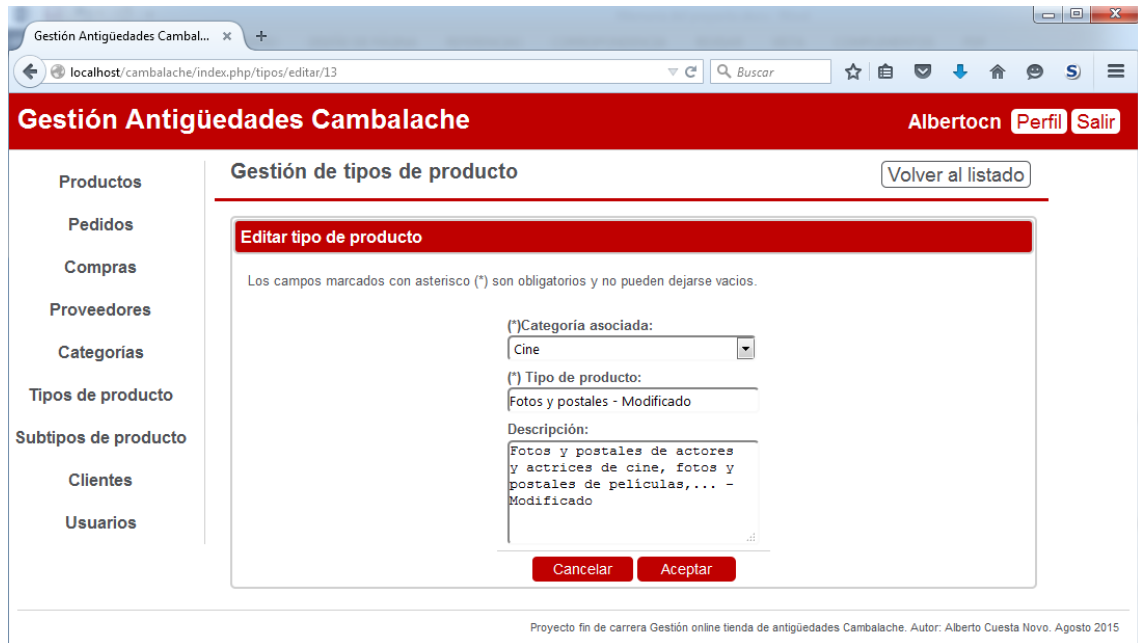 Gestión Antigüedades Cambal...
localhost/cambalache/index.php/tipos/editar/13
Buscar
Gestión Antigüedades Cambalache
Albertocn Perfil Salir
Productos
Pedidos
Compras
Proveedores
Categorías
Tipos de producto
Subtipos de producto
Clientes
Usuarios
Gestión de tipos de producto
Volver al listado
Editar tipo de producto
Los campos marcados con asterisco (*) son obligatorios y no pueden dejarse vacios.
(*)Categoría asociada:
Cine
(*) Tipo de producto:
Fotos y postales - Modificado
Descripción:
Fotos y postales de actores
y actrices de cine, fotos y
postales de películas,... -
Modificado
Cancelar Aceptar
Proyecto fin de carrera Gestión online tienda de antigüedades Cambalache. Autor: Alberto Cuesta Novo. Agosto 2015